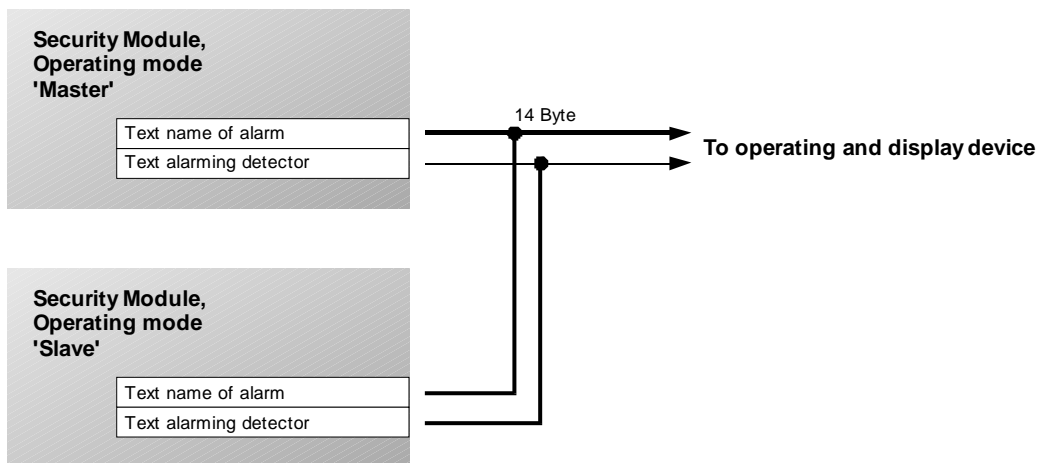 Security Module,
Operating mode
'Master'
Text name of alarm
Text alarming detector
14 Byte
To operating and display device
Security Module,
Operating mode
'Slave'
Text name of alarm
Text alarming detector